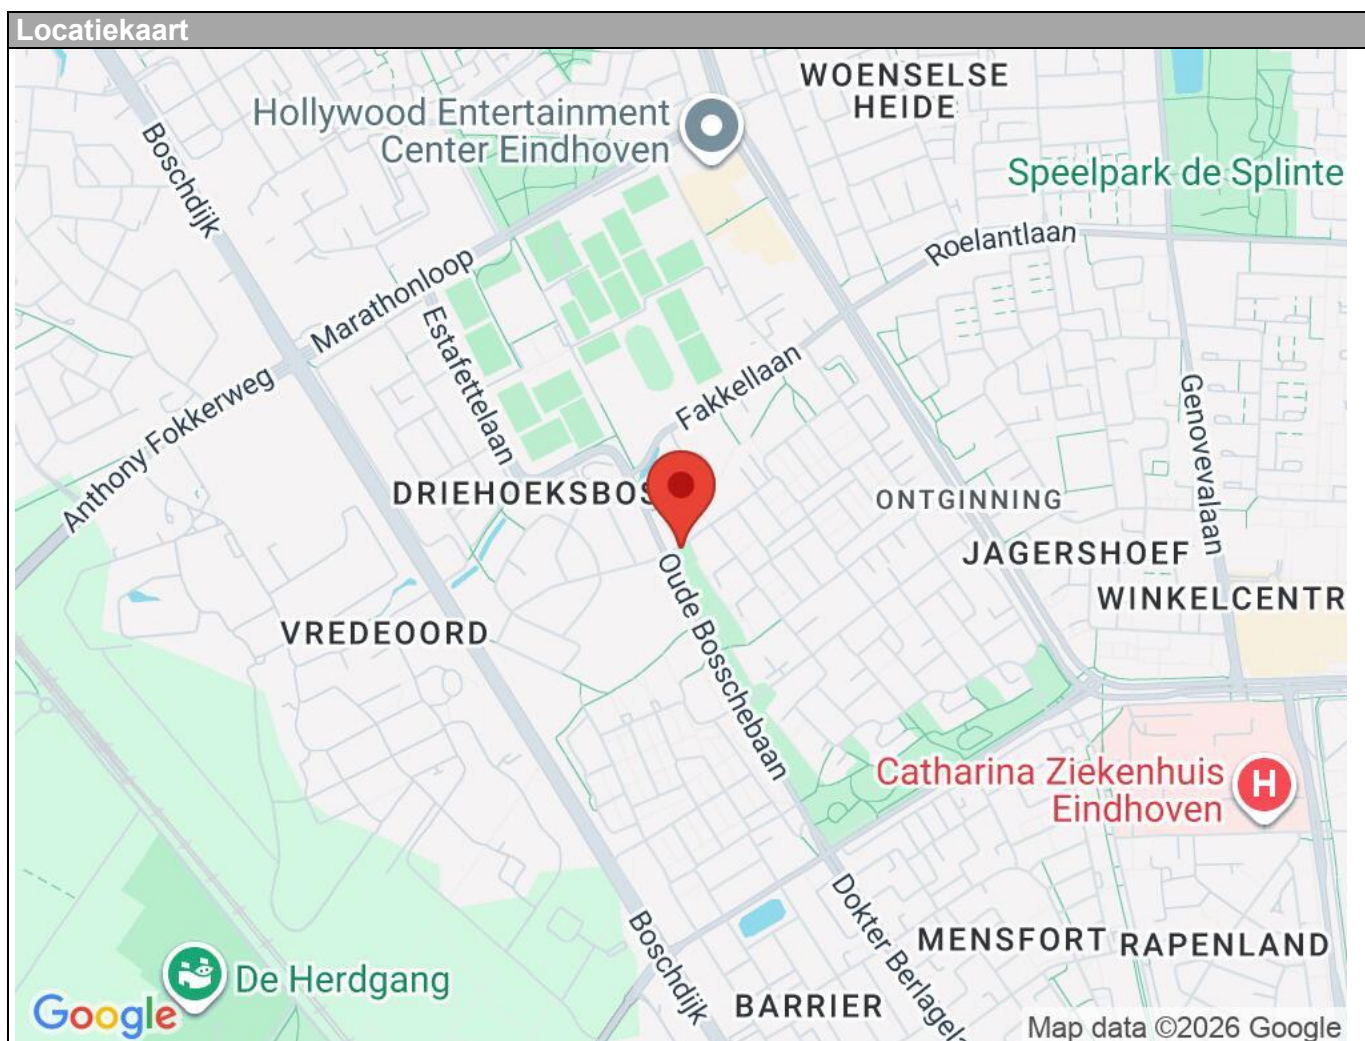 Locatiekaart
WOENSELSE
HEIDE
Hollywood Entertainment
Center Eindhoven
Boschdijk
Speelpark de Splinte
Roelantlaan
Marathonloop
Estafettelaan
Fakkellaan
Anthony Fokkerweg
Genovevalaan
DRIEHOEKSBOS
ONTGINNING
JAGERSHOEF
WINKELCENTR
Oude Bosschebaan
VREDEOORD
Catharina Ziekenhuis
Eindhoven
H
Dokter Berlagel
Boschdijk
MENSFORT
RAPENLAND
De Herdgang
BARRIER
Google
Map data ©2026 Google